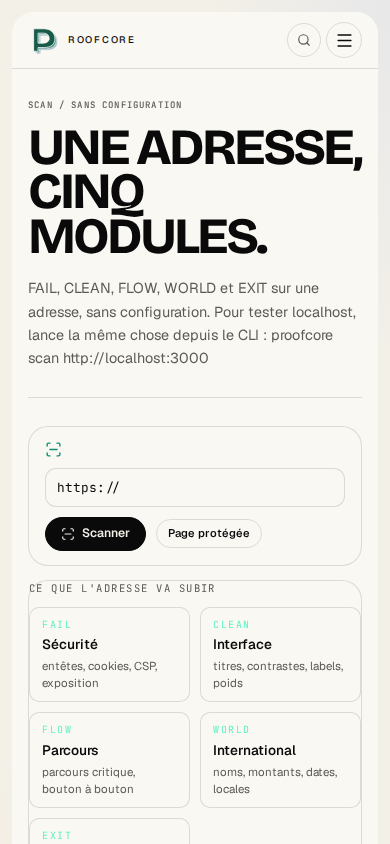 ROOFCORE
SCAN / SANS CONFIGURATION
UNE ADRESSE,
CINQ
MODULES.
FAIL, CLEAN, FLOW, WORLD et EXIT sur une
adresse, sans configuration. Pour tester localhost,
lance la même chose depuis le CLI : proofcore
scan http://localhost:3000
https://
Scanner
Page protégée
CE QUE L'ADRESSE VA SUBIR
FAIL
Sécurité
entêtes, cookies, CSP,
exposition
CLEAN
Interface
titres, contrastes, labels,
poids
FLOW
Parcours
parcours critique,
bouton à bouton
WORLD
International
noms, montants, dates,
locales
EXIT